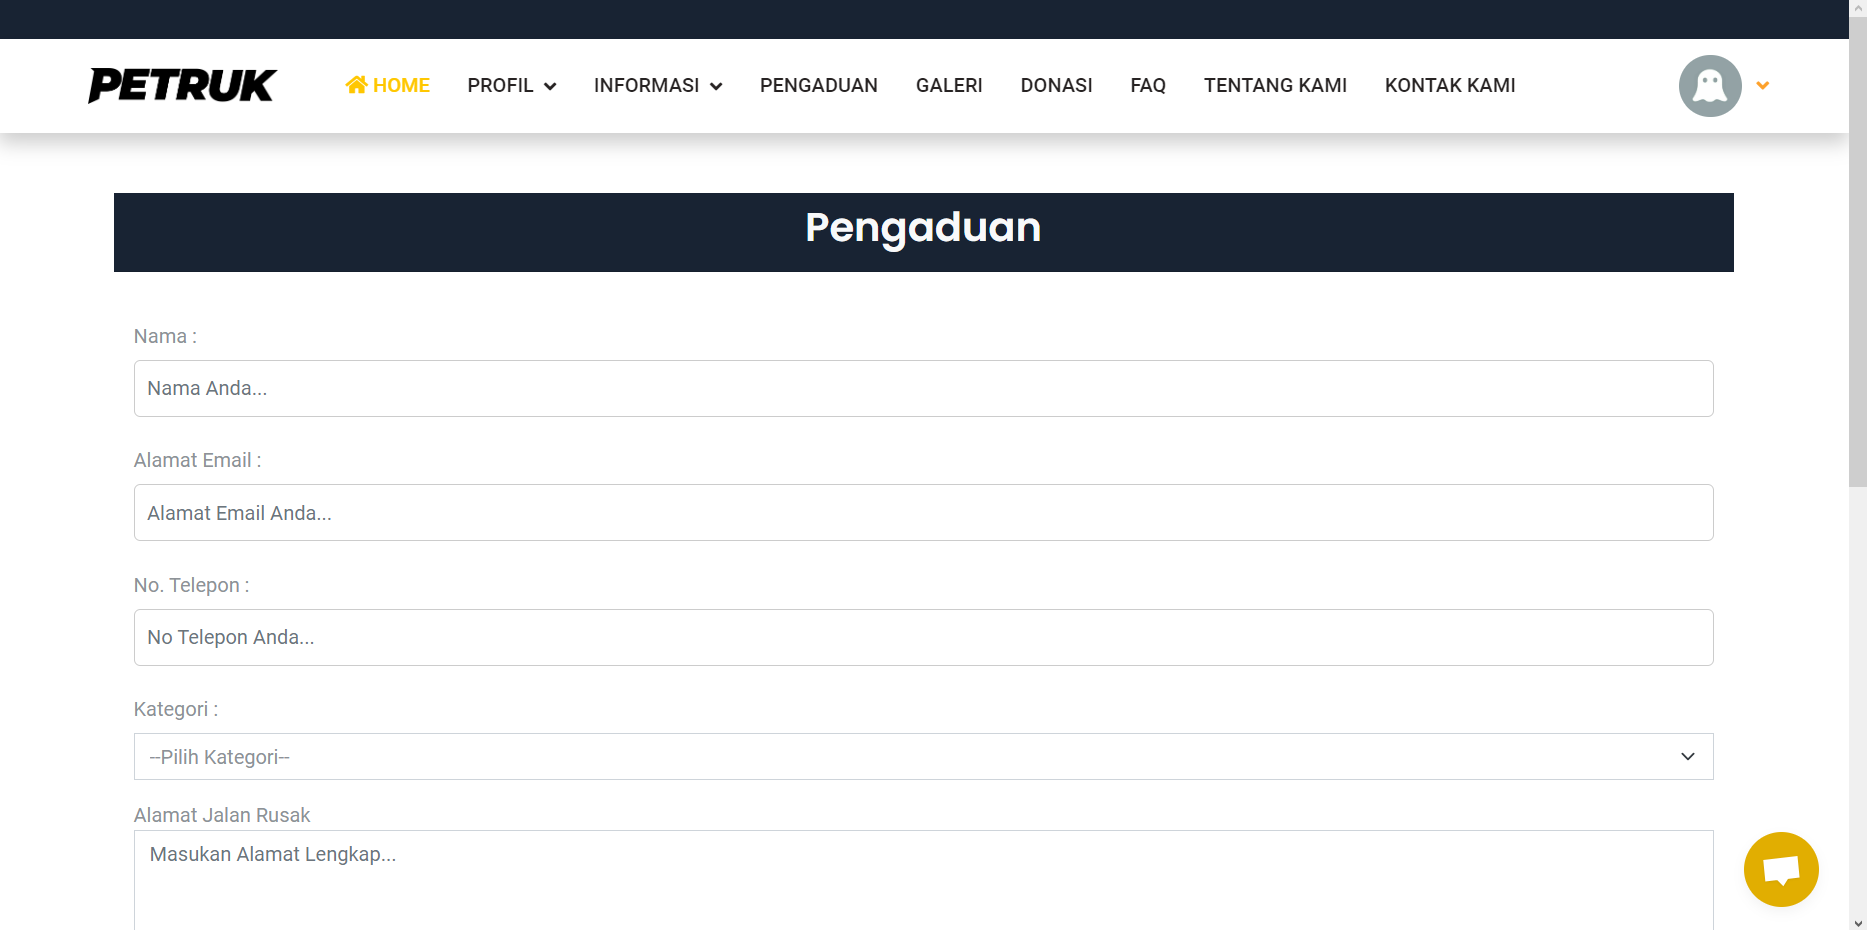 PETRUK
HOME PROFIL INFORMASI PENGADUAN GALERI DONASI FAQ TENTANG KAMI KONTAK KAMI
Pengaduan
Nama :
Nama Anda...
Alamat Email :
Alamat Email Anda...
No. Telepon :
No Telepon Anda...
Kategori :
--Pilih Kategori--
Alamat Jalan Rusak
Masukan Alamat Lengkap...